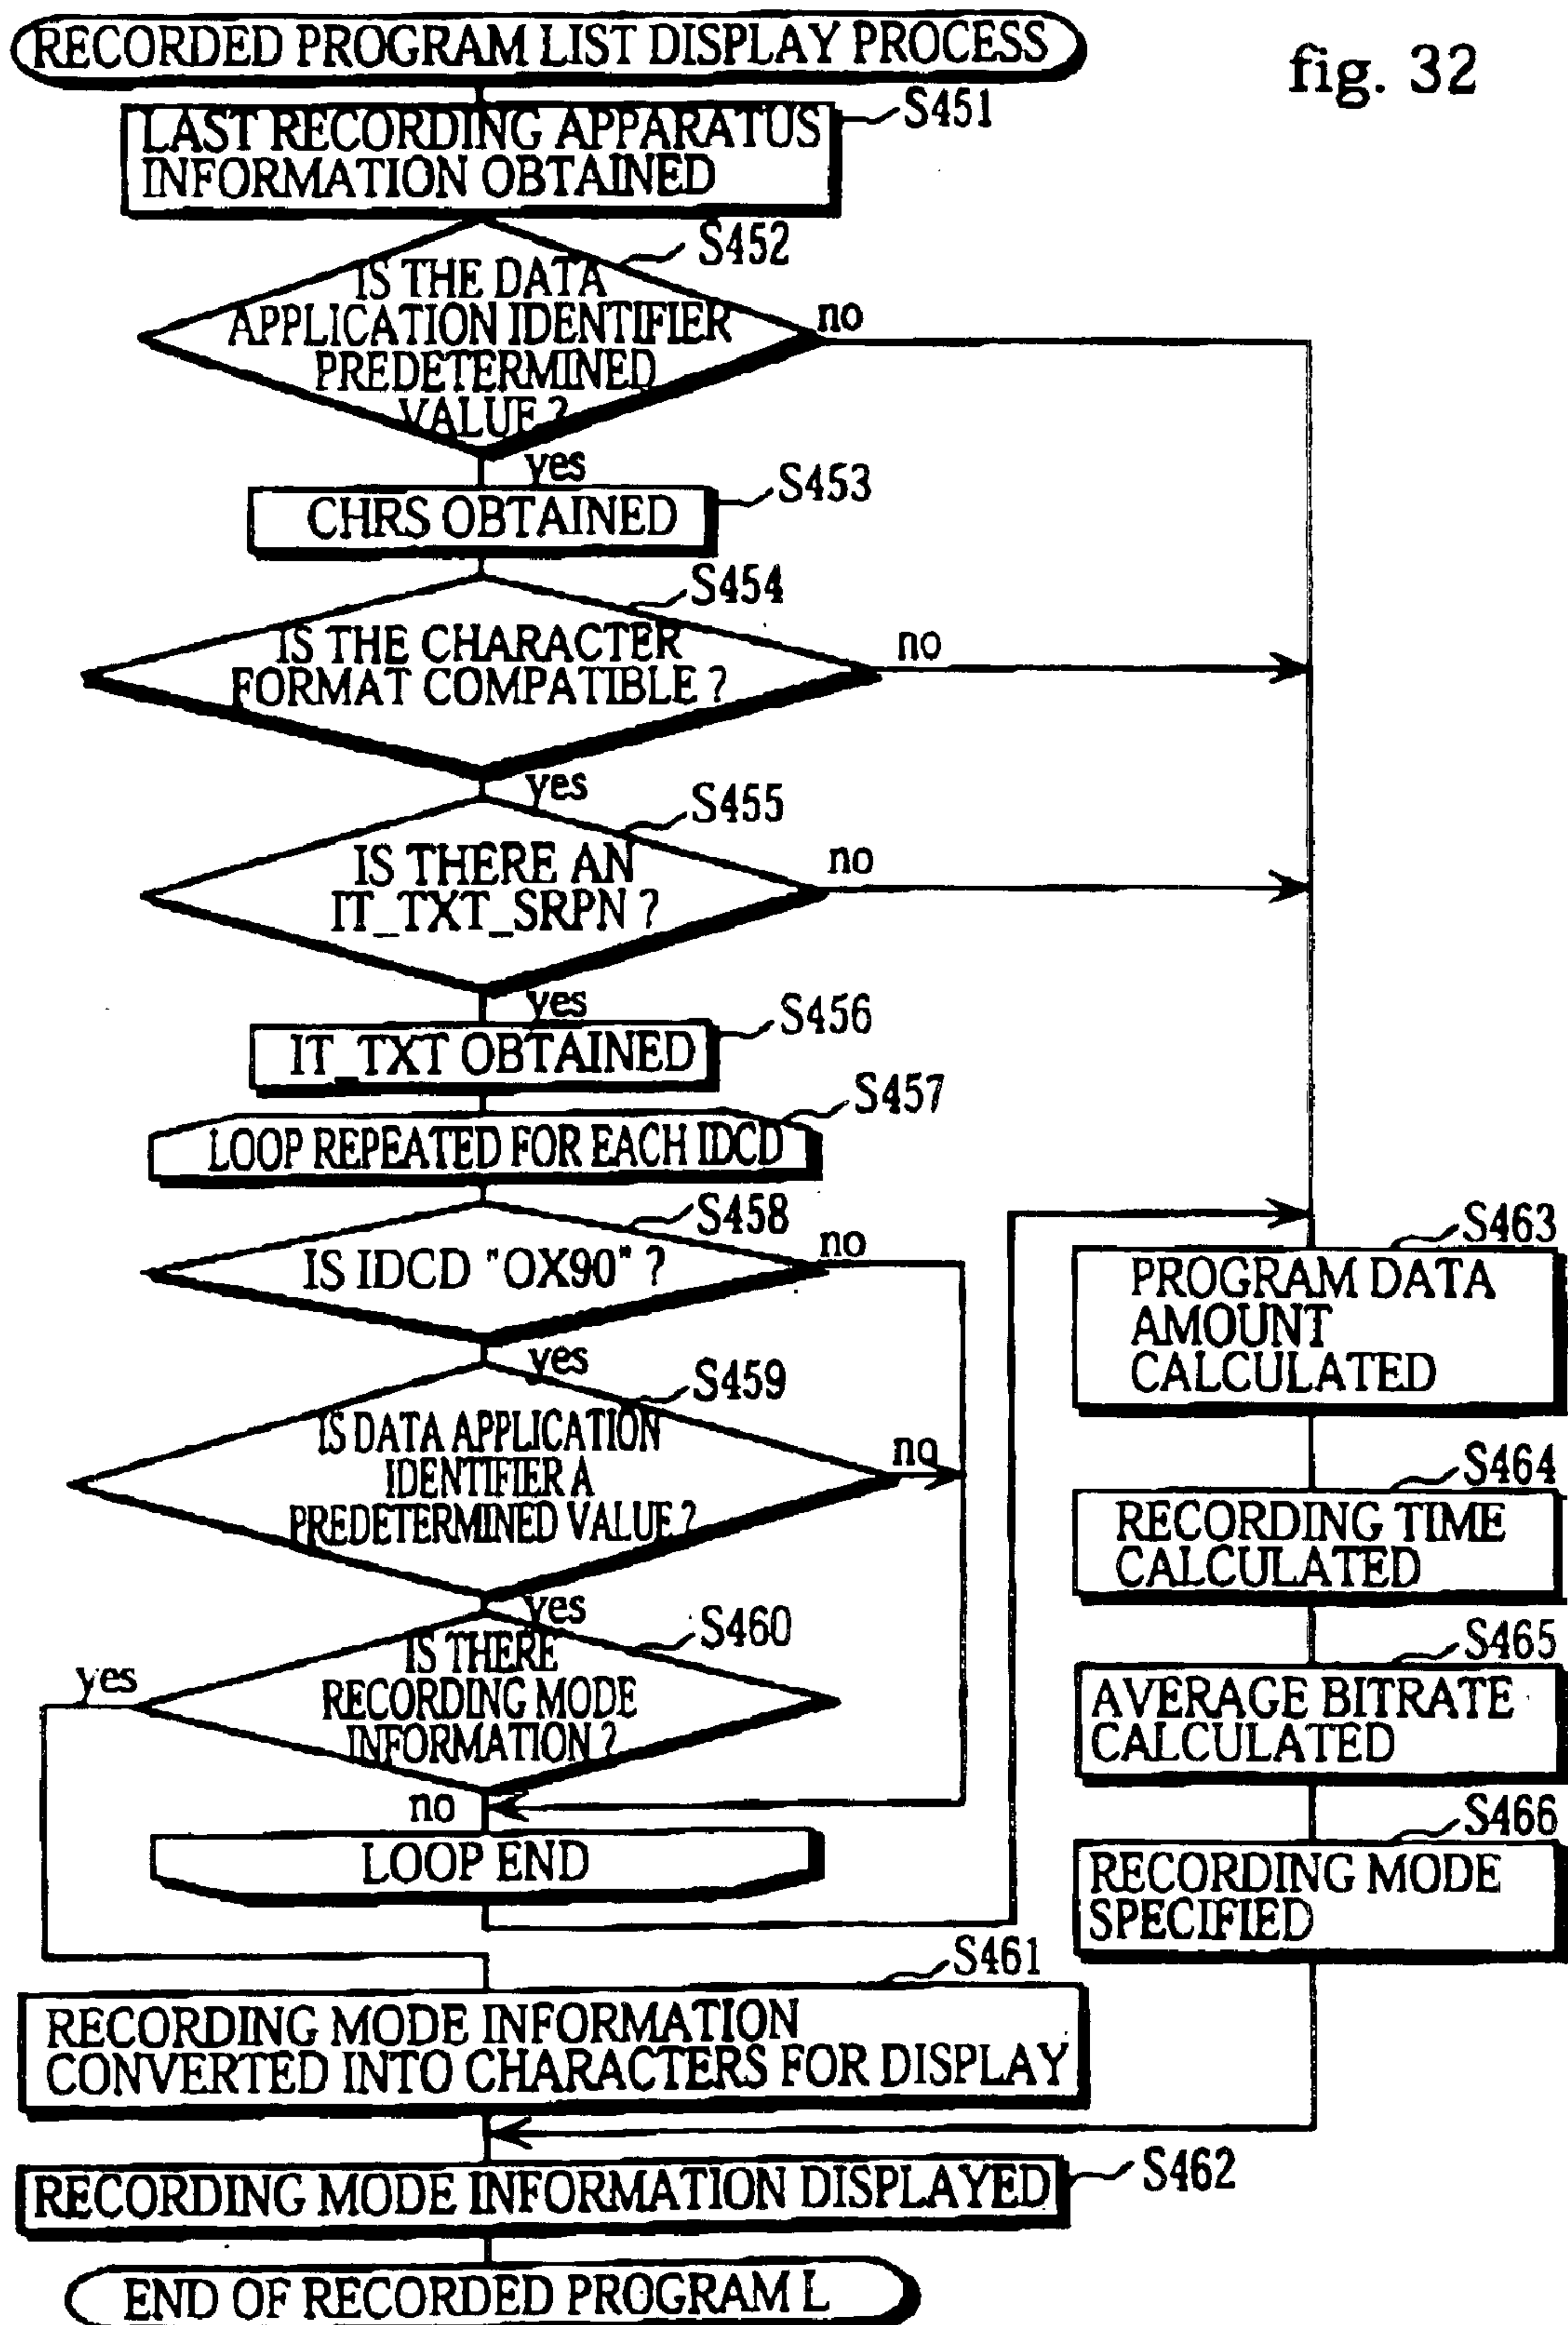 RECORDED PROGRAM LIST DISPLAY PROCESS
fig. 32
LAST RECORDING APPARATUS
INFORMATION OBTAINED
S451
IS THE DATA
APPLICATION IDENTIFIER
PREDETERMINED
VALUE ?
S452
no
yes
CHRS OBTAINED
S453
IS THE CHARACTER
FORMAT COMPATIBLE ?
S454
no
yes
IS THERE AN
IT_TXT_SRPN ?
S455
no
yes
IT_TXT OBTAINED
S456
LOOP REPEATED FOR EACH IDCD
S457
IS IDCD "OX90" ?
S458
no
yes
IS DATA APPLICATION
IDENTIFIER A
PREDETERMINED VALUE ?
S459
no
yes
IS THERE
RECORDING MODE
INFORMATION ?
S460
yes
no
LOOP END
S463
PROGRAM DATA
AMOUNT
CALCULATED
S464
RECORDING TIME
CALCULATED
S465
AVERAGE BITRATE
CALCULATED
S466
RECORDING MODE
SPECIFIED
S461
RECORDING MODE INFORMATION
CONVERTED INTO CHARACTERS FOR DISPLAY
RECORDING MODE INFORMATION DISPLAYED
S462
END OF RECORDED PROGRAM L